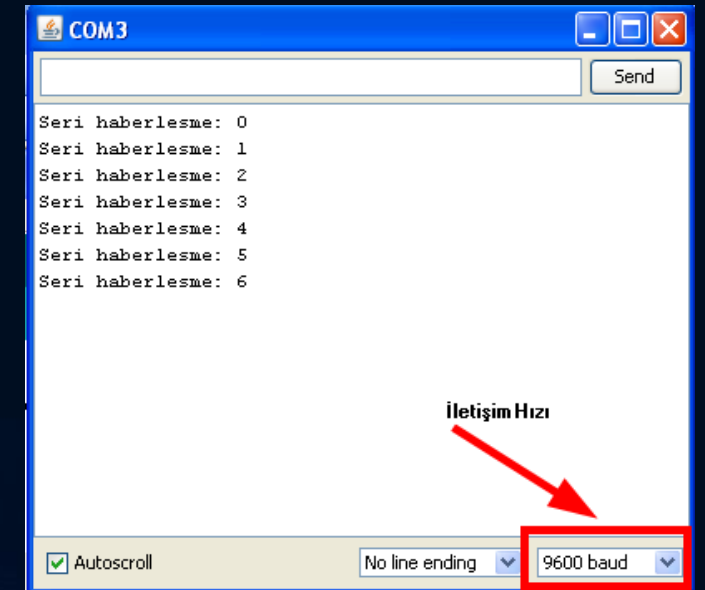 COM3
Send
Seri haberlesme: 0
Seri haberlesme: 1
Seri haberlesme: 2
Seri haberlesme: 3
Seri haberlesme: 4
Seri haberlesme: 5
Seri haberlesme: 6
İletişim Hızı
Autoscroll
No line ending
9600 baud